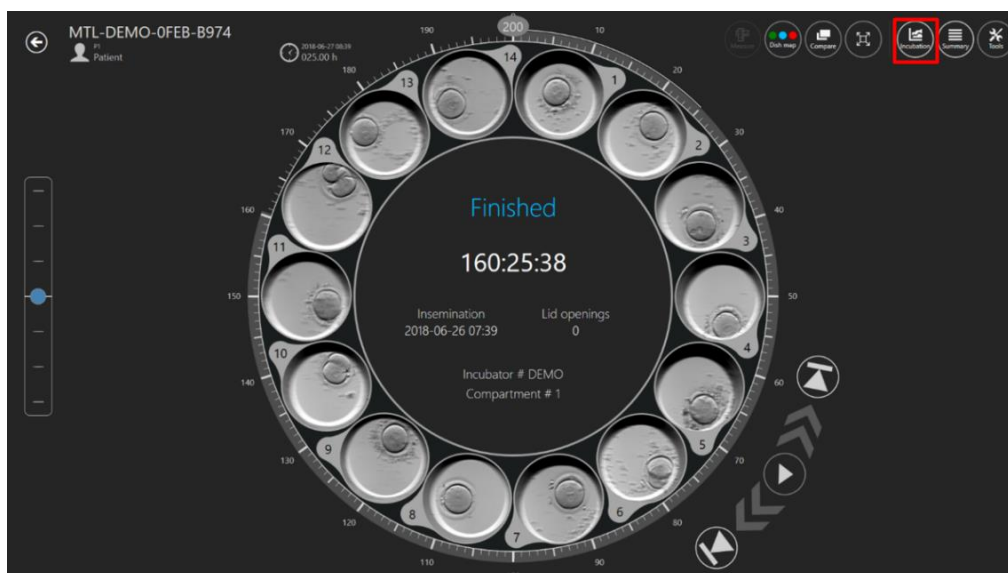 MTL-DEMO-0FEB-B974
P1
Patient
2018-06-27 08:39
025.00 h
Measure
Dish map
Compare
Incubation
Summary
Tools
200
10
20
30
40
50
60
70
80
90
110
120
130
140
150
160
170
180
190
1
2
3
4
5
6
7
8
9
10
11
12
13
14
Finished
160:25:38
Insemination
2018-06-26 07:39
Lid openings
0
Incubator # DEMO
Compartment # 1